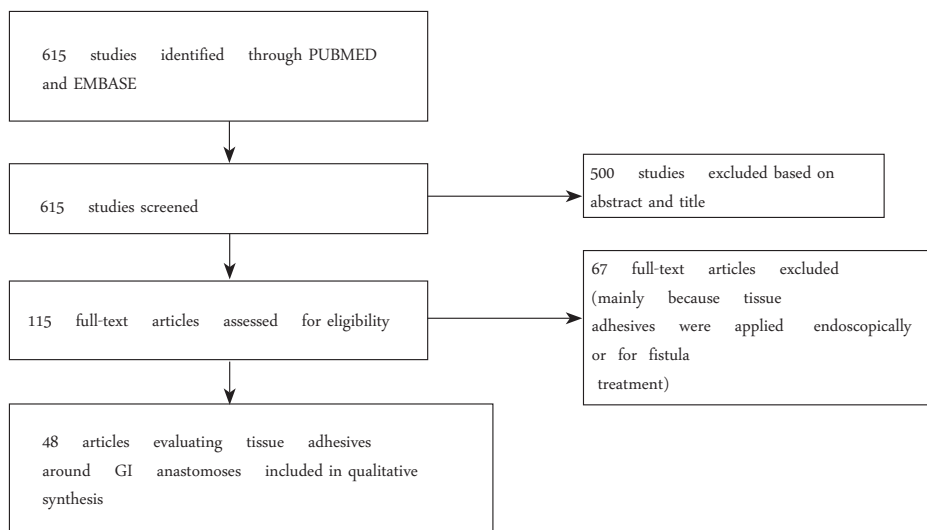 615 studies identified through PUBMED
and EMBASE
615 studies screened
500 studies excluded based on
abstract and title
115 full-text articles assessed for eligibility
67 full-text articles excluded
(mainly because tissue
adhesives were applied endoscopically
or for fistula
treatment)
48 articles evaluating tissue adhesives
around GI anastomoses included in qualitative
synthesis